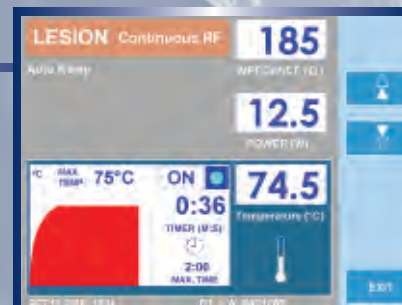 LESION Continuous RF
185
Auto Ramp
IMPEDANCE (Ω)
12.5
POWER (W)
°C MAX. TEMP. 75°C
ON
74.5
0:36
TIMER (M:S)
Temperature (°C)
2:00
MAX. TIME
EXIT